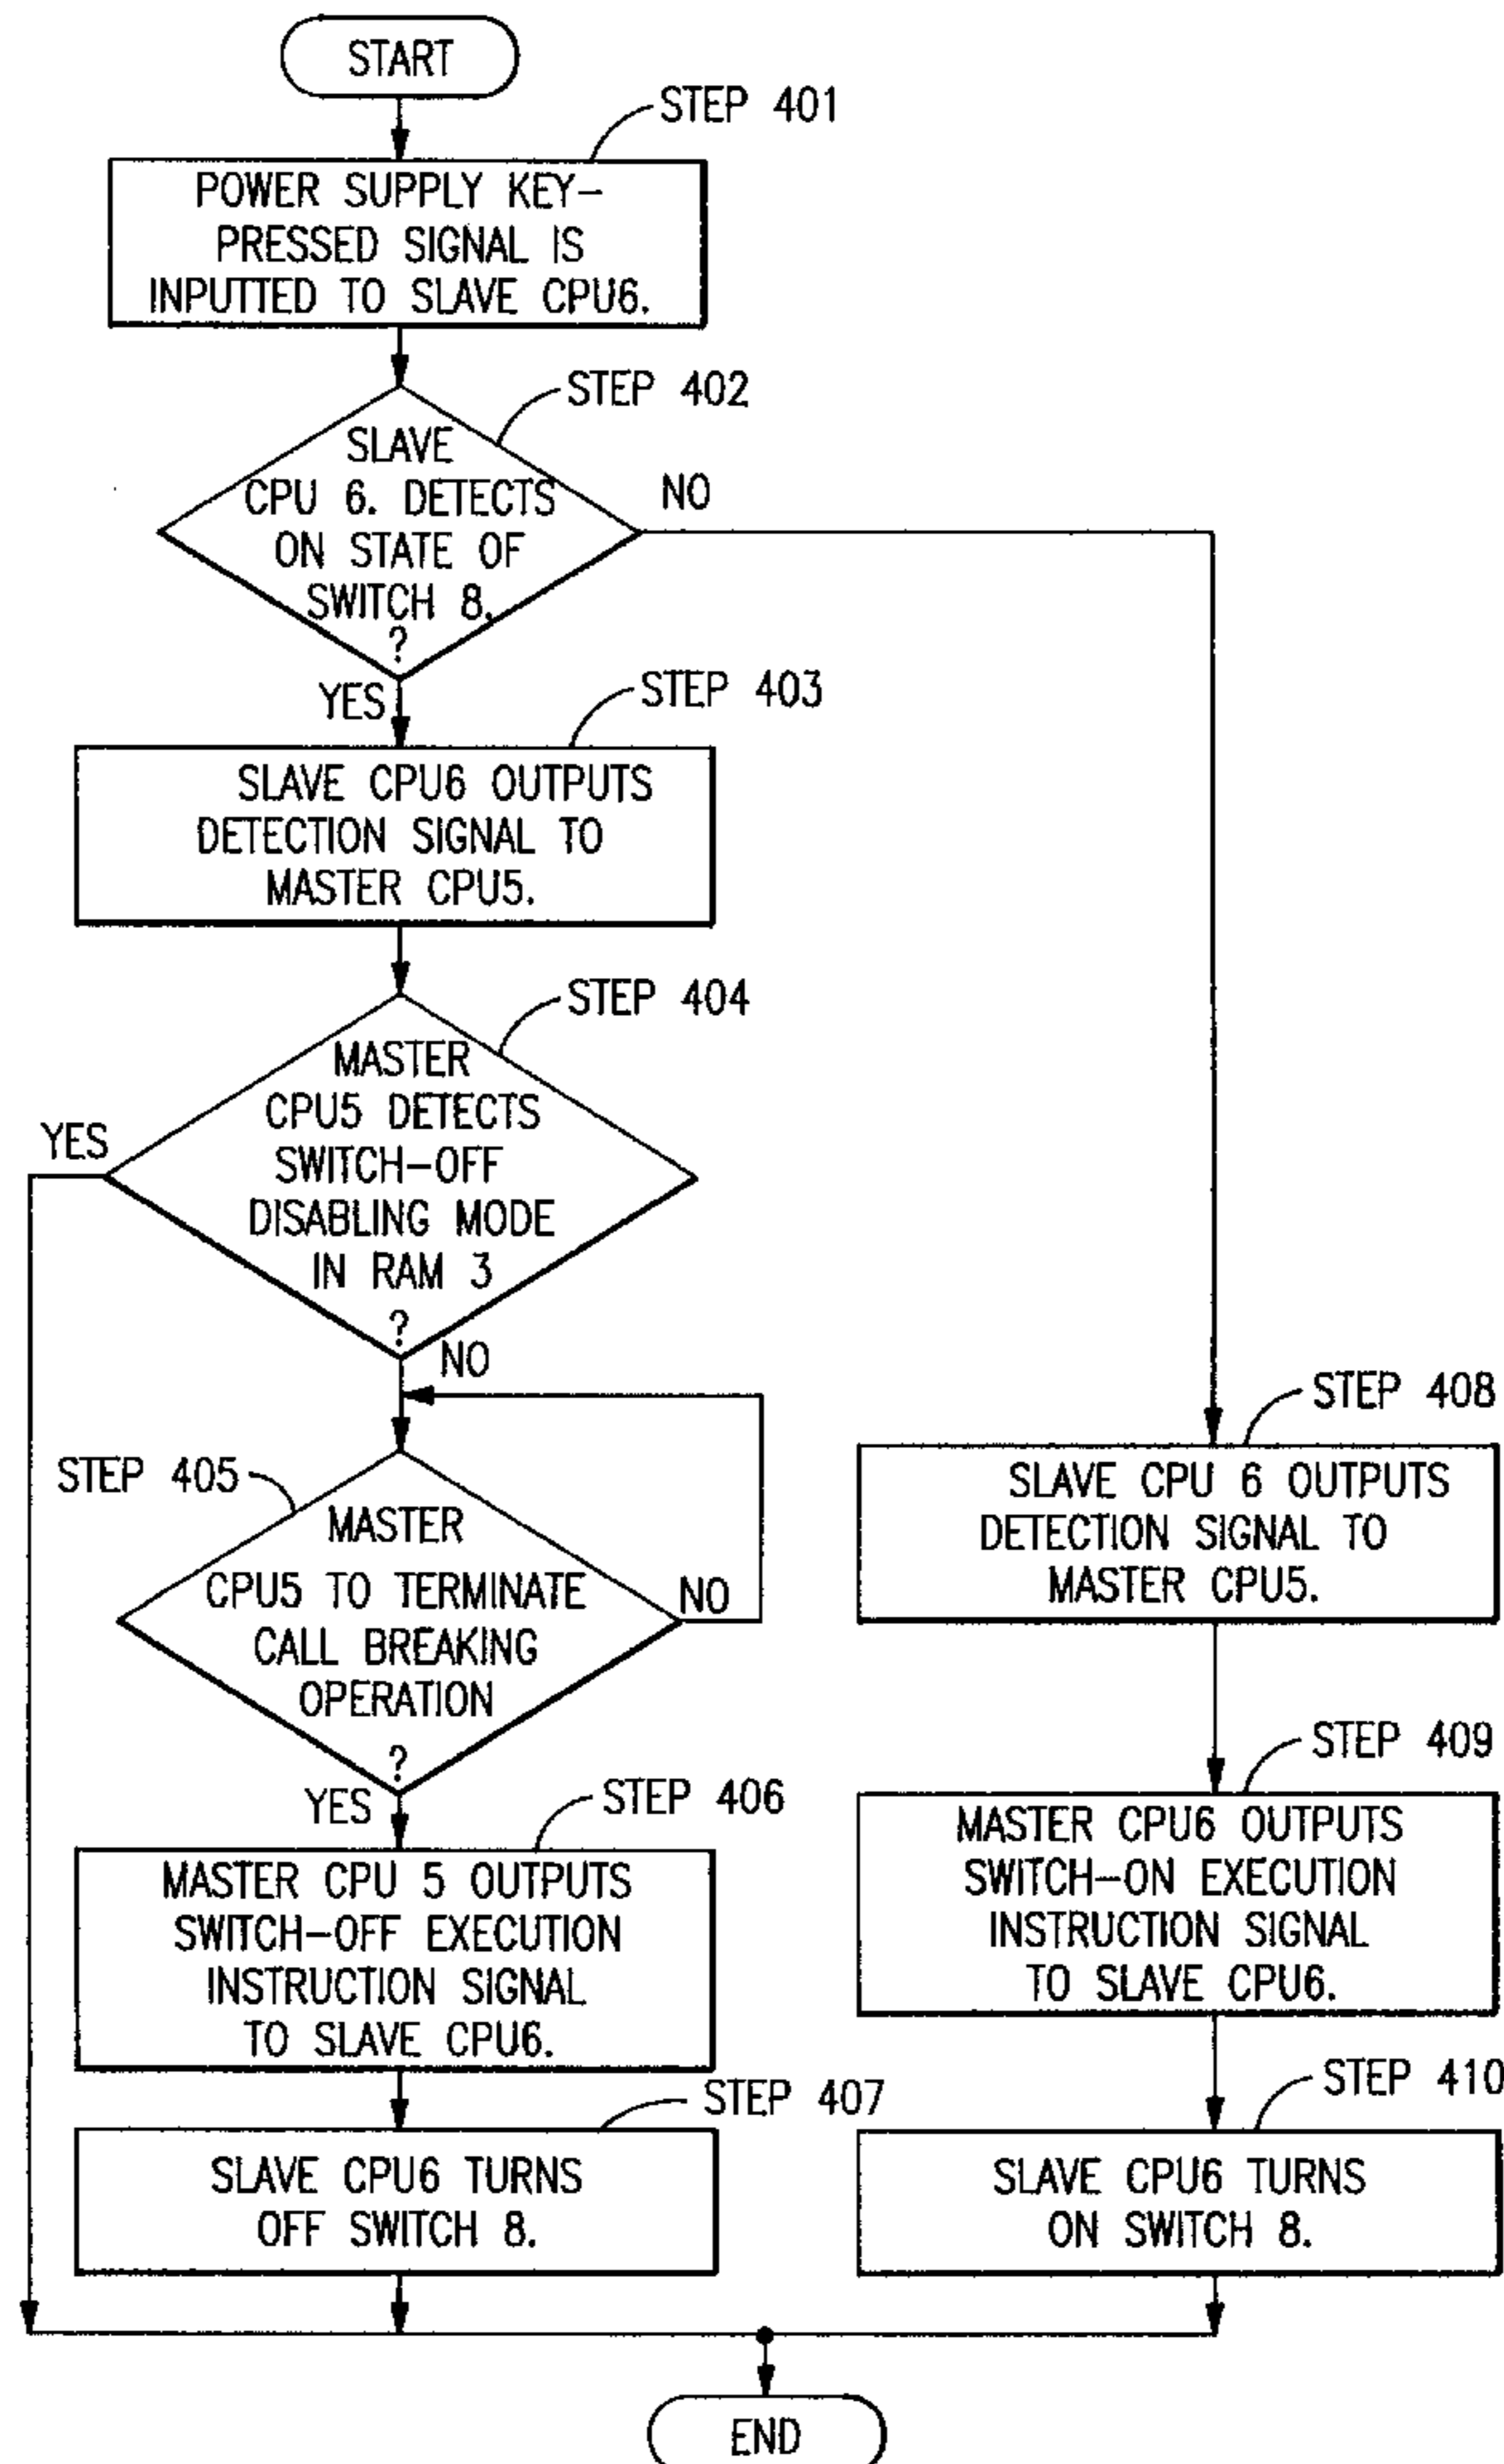 START
STEP 401
POWER SUPPLY KEY-
PRESSED SIGNAL IS
INPUTTED TO SLAVE CPU6.
STEP 402
SLAVE
CPU 6. DETECTS
ON STATE OF
SWITCH 8.
?
NO
YES
STEP 403
SLAVE CPU6 OUTPUTS
DETECTION SIGNAL TO
MASTER CPU5.
STEP 404
MASTER
CPU5 DETECTS
SWITCH-OFF
DISABLING MODE
IN RAM 3
?
YES
NO
STEP 405
MASTER
CPU5 TO TERMINATE
CALL BREAKING
OPERATION
?
NO
YES
STEP 406
MASTER CPU 5 OUTPUTS
SWITCH-OFF EXECUTION
INSTRUCTION SIGNAL
TO SLAVE CPU6.
STEP 407
SLAVE CPU6 TURNS
OFF SWITCH 8.
STEP 408
SLAVE CPU 6 OUTPUTS
DETECTION SIGNAL TO
MASTER CPU5.
STEP 409
MASTER CPU6 OUTPUTS
SWITCH-ON EXECUTION
INSTRUCTION SIGNAL
TO SLAVE CPU6.
STEP 410
SLAVE CPU6 TURNS
ON SWITCH 8.
END